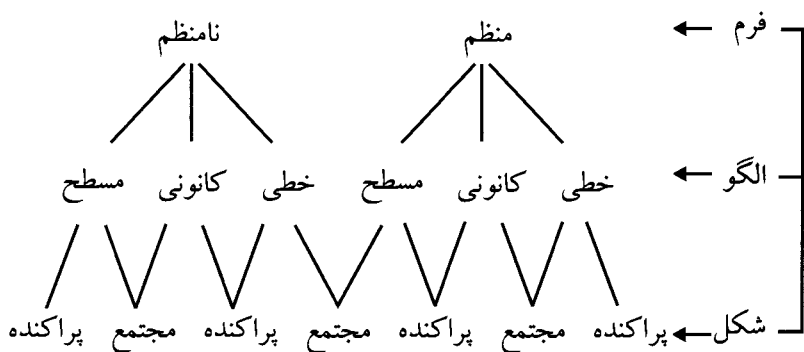 فرم منظم نامنظم
الگو خطی کانونی مسطح خطی کانونی مسطح
شکل پراکنده مجتمع پراکنده مجتمع پراکنده مجتمع پراکنده